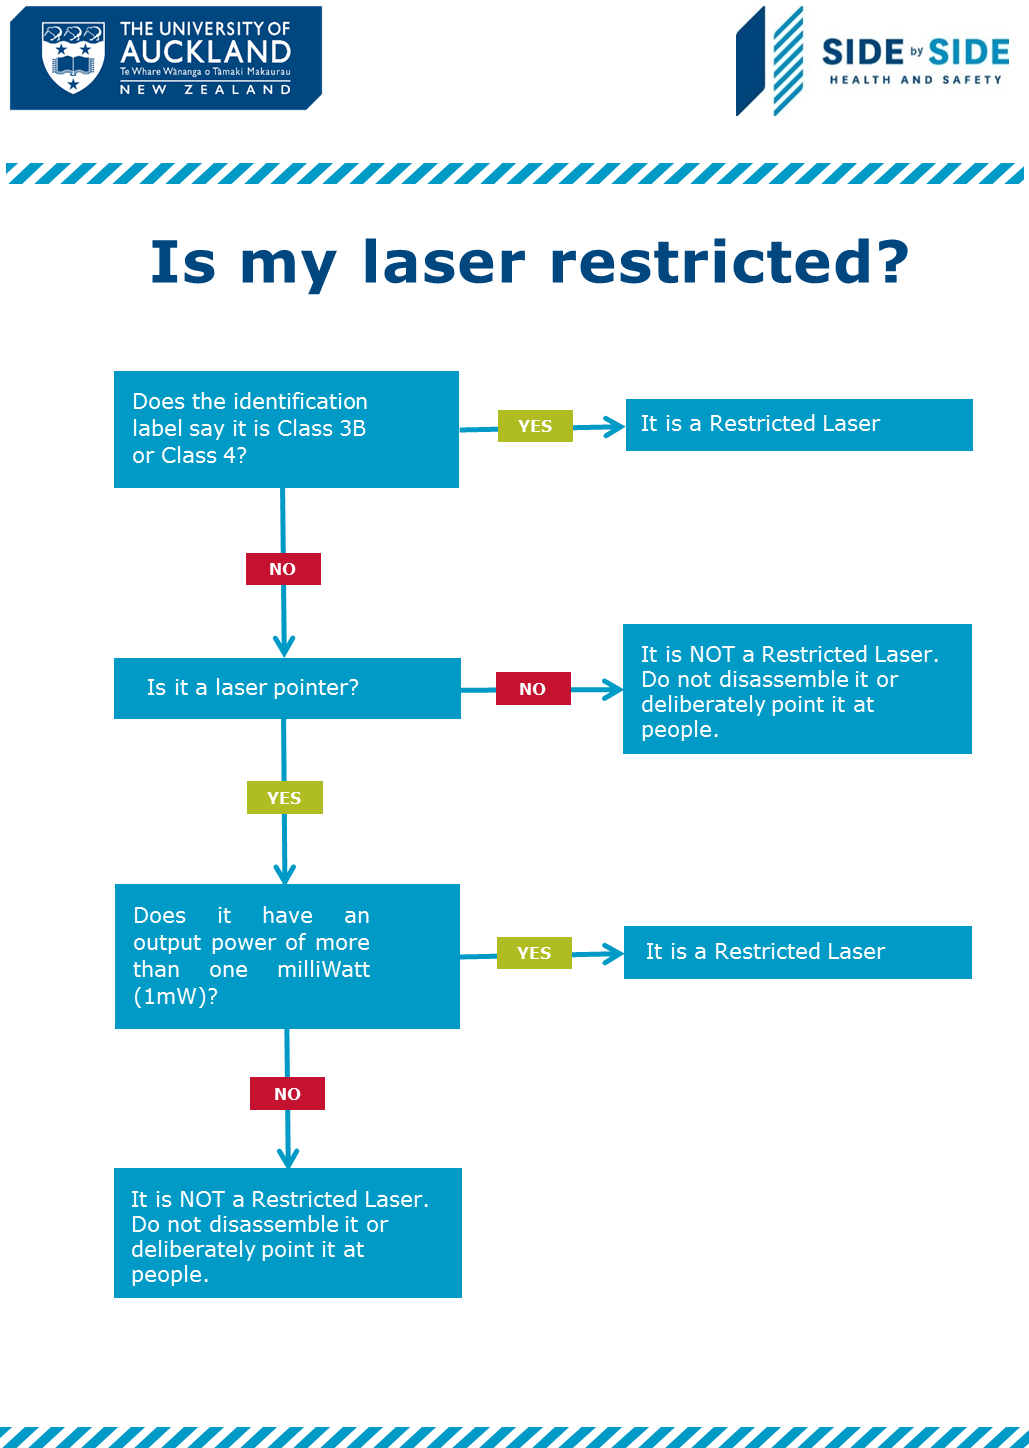 THE UNIVERSITY OF
AUCKLAND
Te Whare Wānanga o Tāmaki Makaurau
NEW ZEALAND
SIDE by SIDE
HEALTH AND SAFETY
Is my laser restricted?
Does the identification
label say it is Class 3B
or Class 4?
YES
It is a Restricted Laser
NO
Is it a laser pointer?
NO
It is NOT a Restricted Laser.
Do not disassemble it or
deliberately point it at
people.
YES
Does it have an
output power of more
than one milliWatt
(1mW)?
YES
It is a Restricted Laser
NO
It is NOT a Restricted Laser.
Do not disassemble it or
deliberately point it at
people.